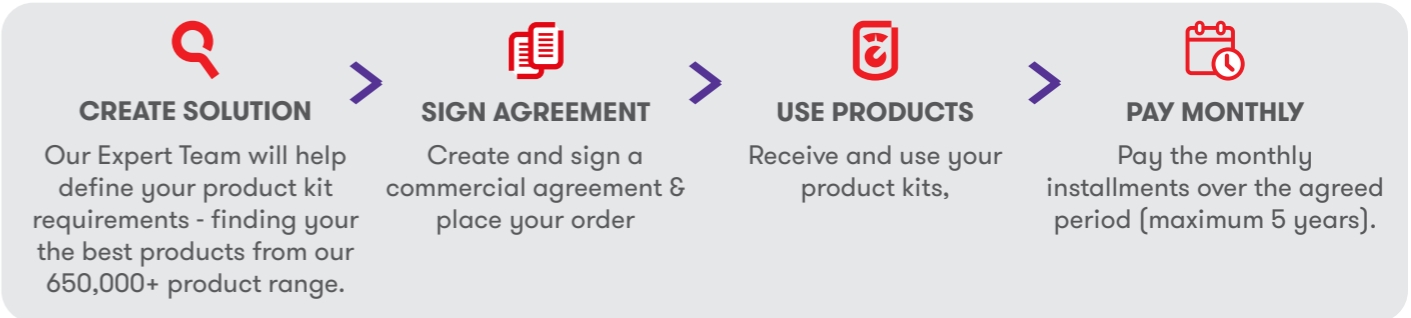 CREATE SOLUTION
Our Expert Team will help
define your product kit
requirements - finding your
the best products from our
650,000+ product range.
SIGN AGREEMENT
Create and sign a
commercial agreement &
place your order
USE PRODUCTS
Receive and use your
product kits,
PAY MONTHLY
Pay the monthly
installments over the agreed
period (maximum 5 years).